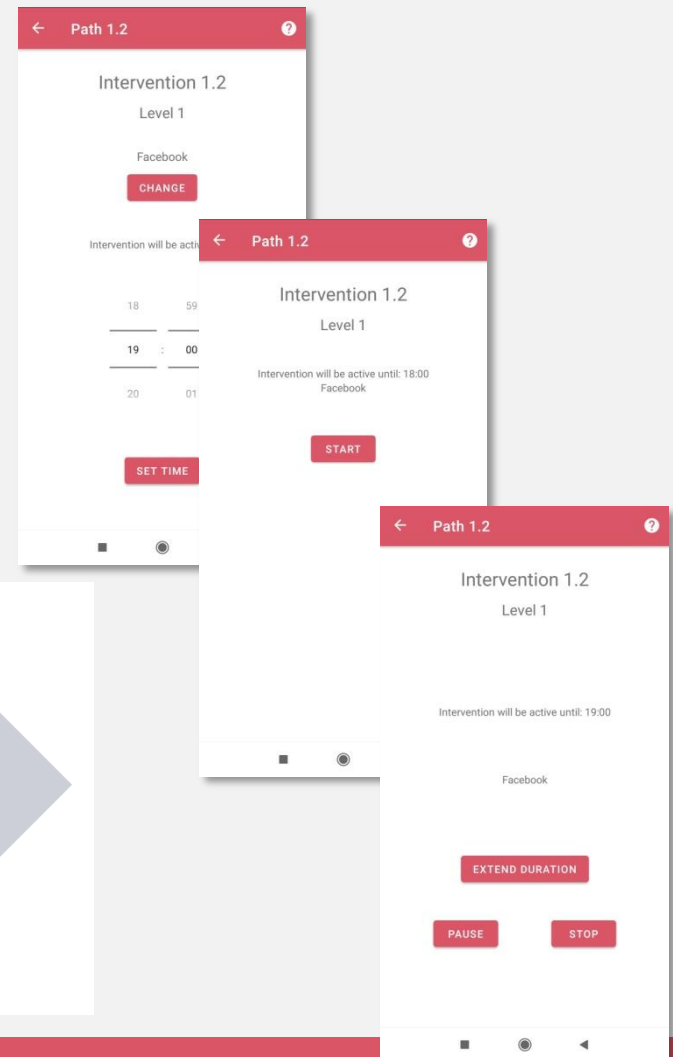 Path 1.2
?
Intervention 1.2
Level 1
Facebook
CHANGE
Intervention will be
18 59
19 : 00
20 01
SET TIME
Path 1.2
?
Intervention 1.2
Level 1
Intervention will be active until: 18:00
Facebook
START
Path 1.2
?
Intervention 1.2
Level 1
Intervention will be active until: 19:00
Facebook
EXTEND DURATION
PAUSE STOP